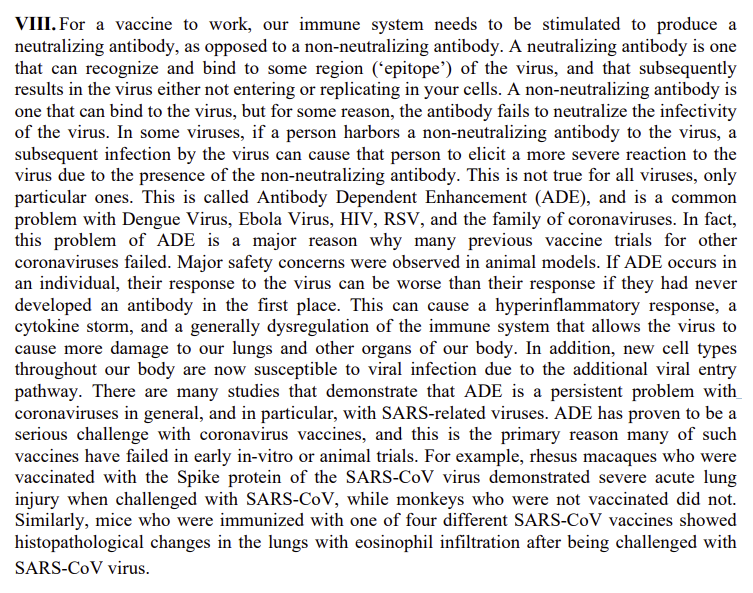 VIII. For a vaccine to work, our immune system needs to be stimulated to produce a
neutralizing antibody, as opposed to a non-neutralizing antibody. A neutralizing antibody is one
that can recognize and bind to some region (‘epitope’) of the virus, and that subsequently
results in the virus either not entering or replicating in your cells. A non-neutralizing antibody is
one that can bind to the virus, but for some reason, the antibody fails to neutralize the infectivity
of the virus. In some viruses, if a person harbors a non-neutralizing antibody to the virus, a
subsequent infection by the virus can cause that person to elicit a more severe reaction to the
virus due to the presence of the non-neutralizing antibody. This is not true for all viruses, only
particular ones. This is called Antibody Dependent Enhancement (ADE), and is a common
problem with Dengue Virus, Ebola Virus, HIV, RSV, and the family of coronaviruses. In fact,
this problem of ADE is a major reason why many previous vaccine trials for other
coronaviruses failed. Major safety concerns were observed in animal models. If ADE occurs in
an individual, their response to the virus can be worse than their response if they had never
developed an antibody in the first place. This can cause a hyperinflammatory response, a
cytokine storm, and a generally dysregulation of the immune system that allows the virus to
cause more damage to our lungs and other organs of our body. In addition, new cell types
throughout our body are now susceptible to viral infection due to the additional viral entry
pathway. There are many studies that demonstrate that ADE is a persistent problem with
coronaviruses in general, and in particular, with SARS-related viruses. ADE has proven to be a
serious challenge with coronavirus vaccines, and this is the primary reason many of such
vaccines have failed in early in-vitro or animal trials. For example, rhesus macaques who were
vaccinated with the Spike protein of the SARS-CoV virus demonstrated severe acute lung
injury when challenged with SARS-CoV, while monkeys who were not vaccinated did not.
Similarly, mice who were immunized with one of four different SARS-CoV vaccines showed
histopathological changes in the lungs with eosinophil infiltration after being challenged with
SARS-CoV virus.